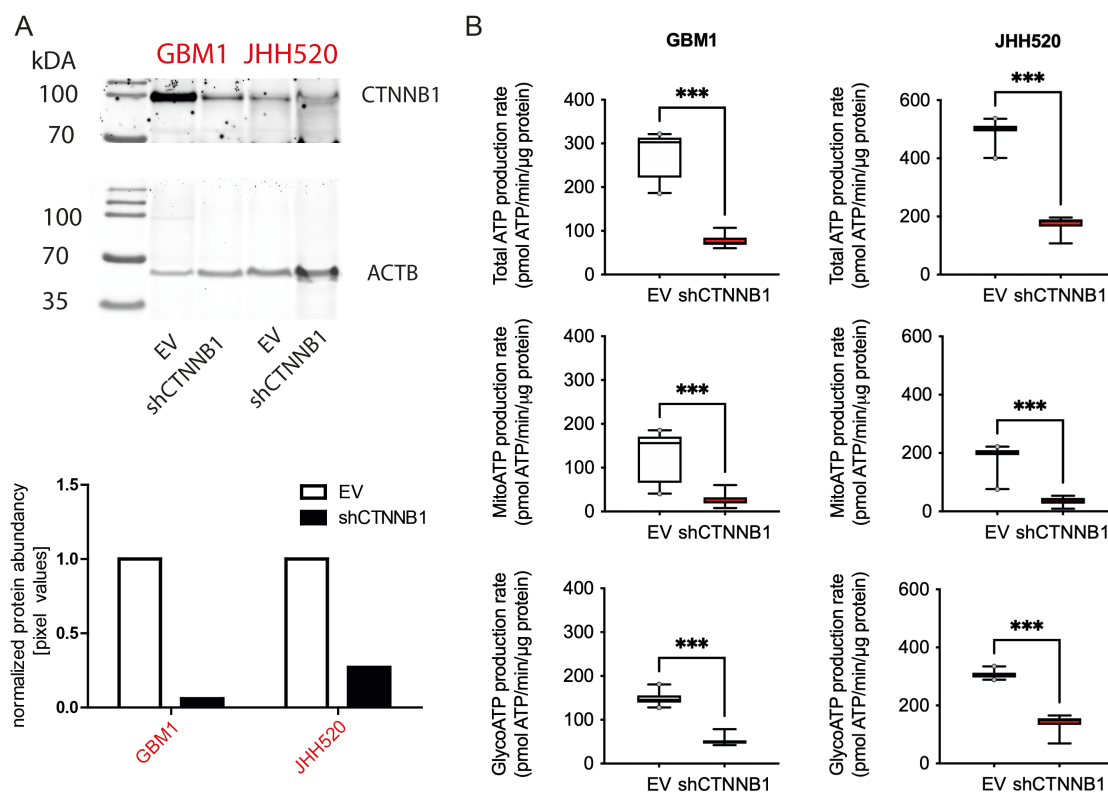 A
GBM1 JHH520
kDA
100
70
CTNNB1
100
70
35
ACTB
EV
shCTNNB1
EV
shCTNNB1
normalized protein abundancy
[pixel values]
1.5
1.0
0.5
0.0
EV
shCTNNB1
GBM1
JHH520
B
GBM1
Total ATP production rate
(pmol ATP/min/µg protein)
400
300
200
100
0
***
EV shCTNNB1
JHH520
Total ATP production rate
(pmol ATP/min/µg protein)
600
400
200
0
***
EV shCTNNB1
MitoATP production rate
(pmol ATP/min/µg protein)
400
300
200
100
0
***
EV shCTNNB1
MitoATP production rate
(pmol ATP/min/µg protein)
600
400
200
0
***
EV shCTNNB1
GlycoATP production rate
(pmol ATP/min/µg protein)
400
300
200
100
0
***
EV shCTNNB1
GlycoATP production rate
(pmol ATP/min/µg protein)
600
400
200
0
***
EV shCTNNB1